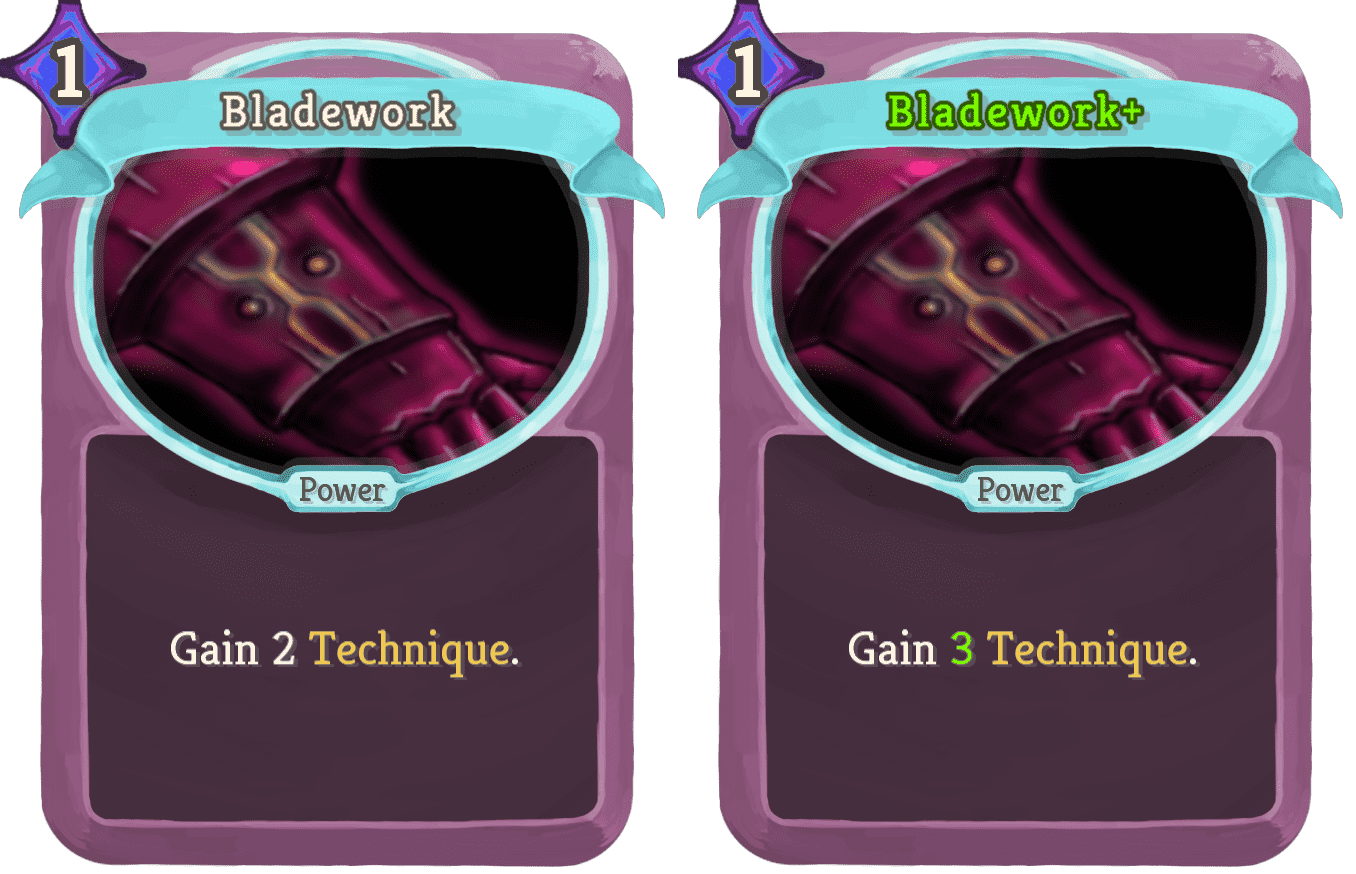 1
Bladework
Power
Gain 2 Technique.
1
Bladework+
Power
Gain 3 Technique.